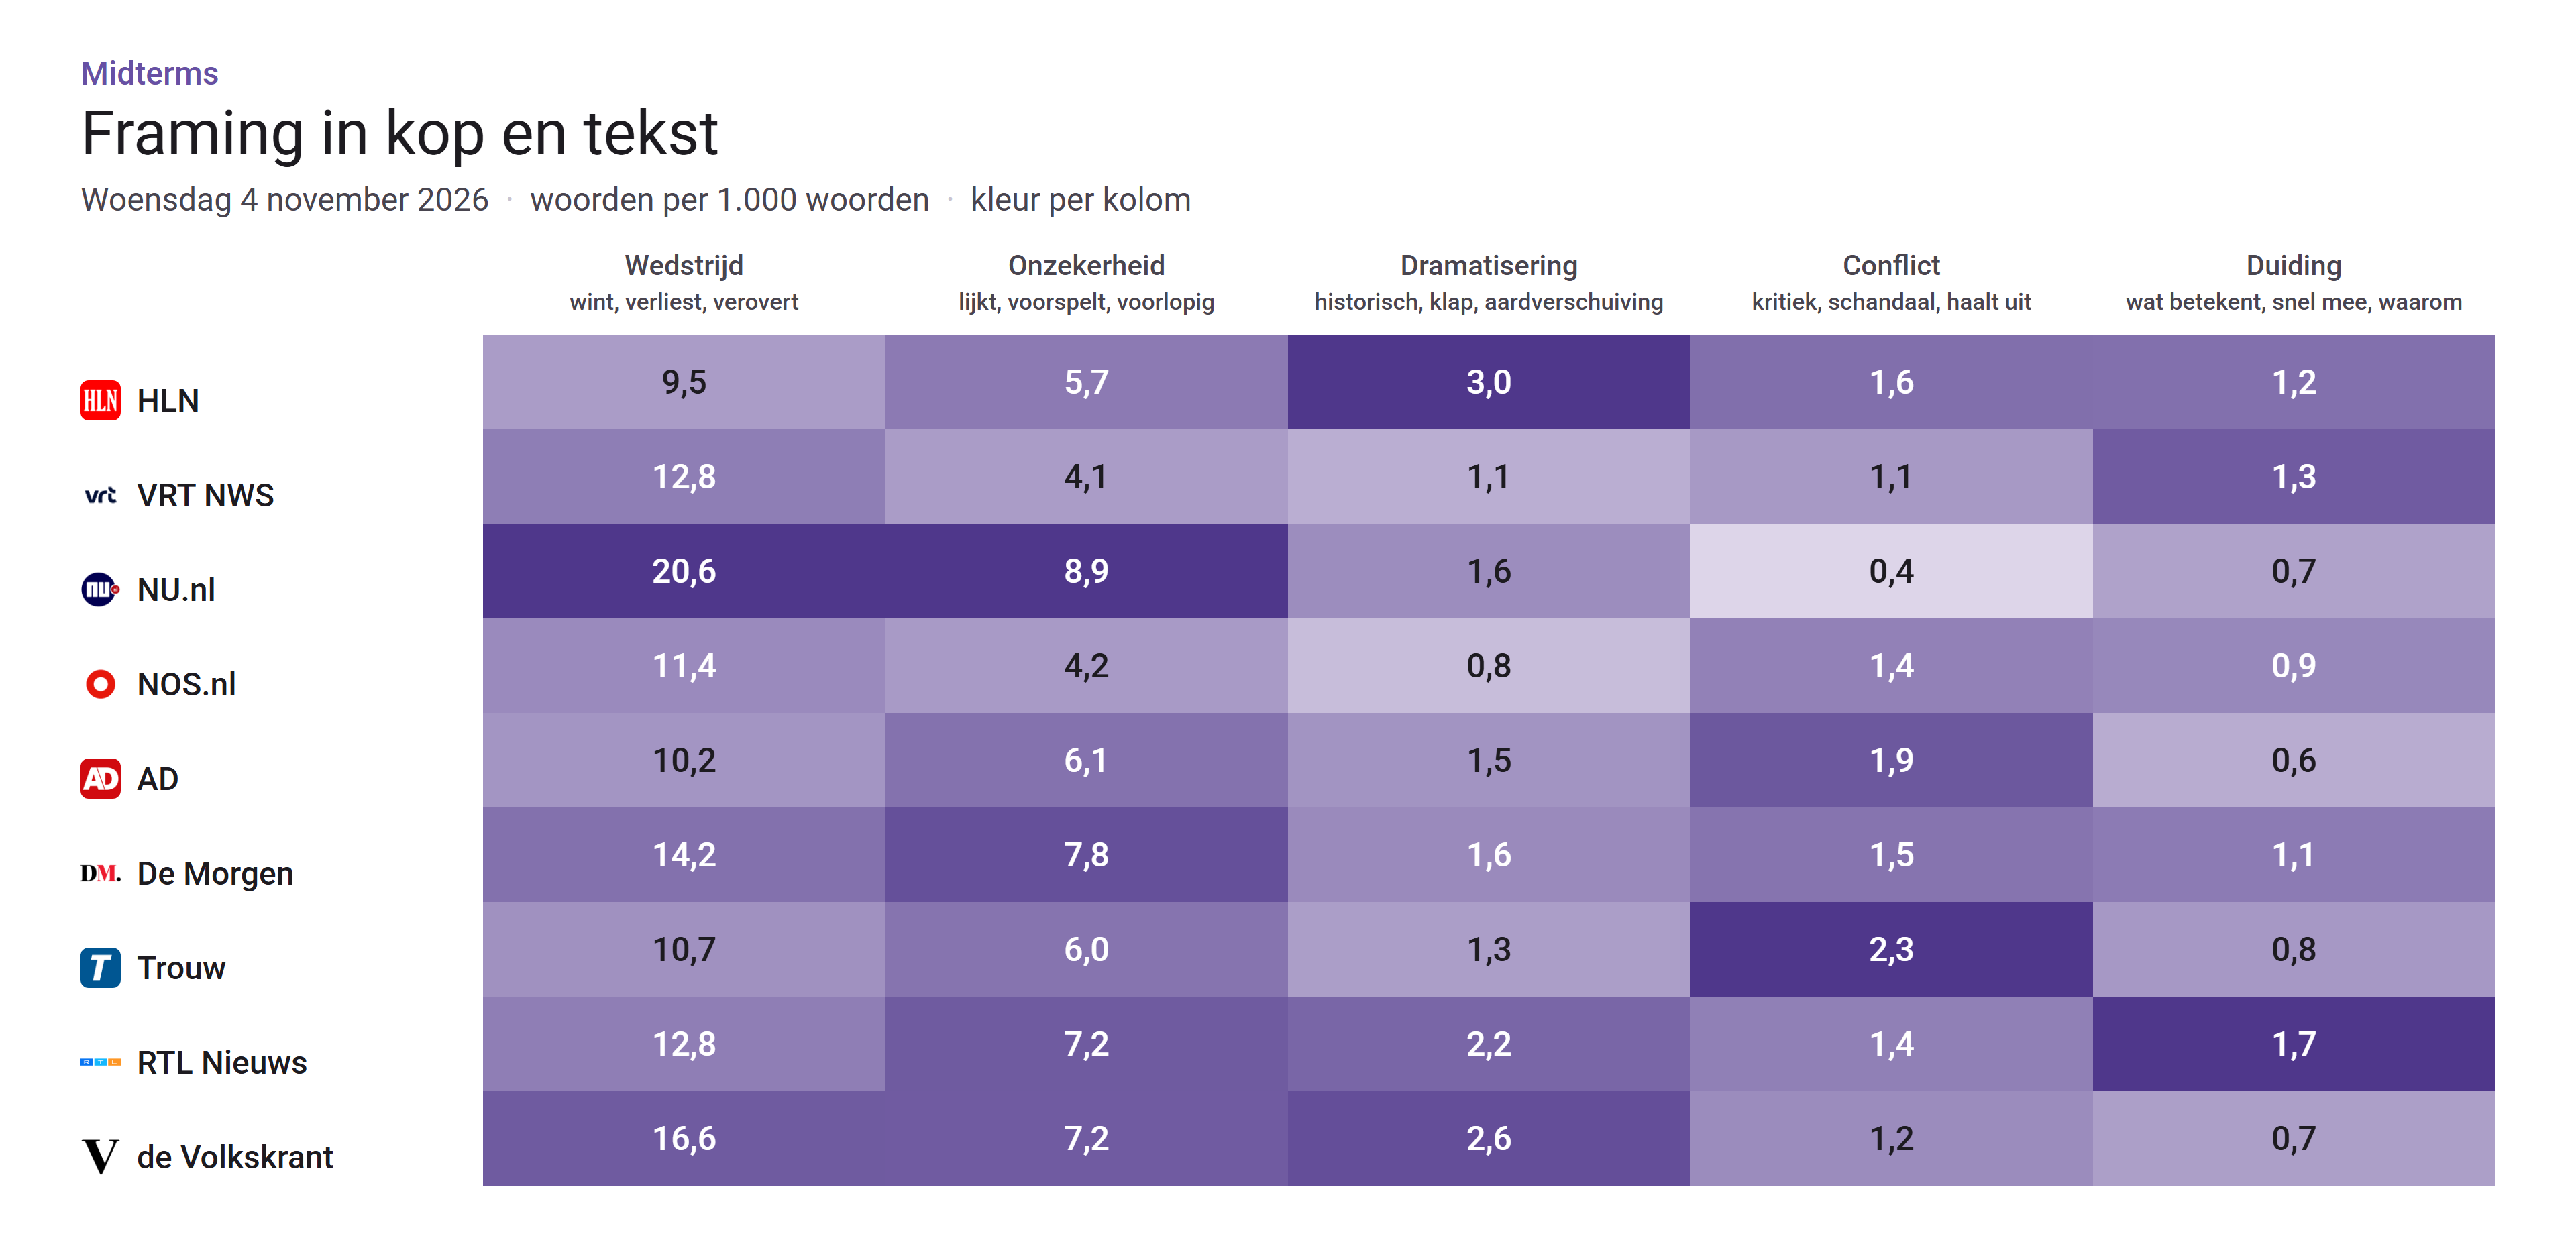 Midterms
Framing in kop en tekst
Woensdag 4 november 2026 · woorden per 1.000 woorden · kleur per kolom
Wedstrijd Onzekerheid Dramatisering Conflict Duiding
wint, verliest, verovert lijkt, voorspelt, voorlopig historisch, klap, aardverschuiving kritiek, schandaal, haalt uit wat betekent, snel mee, waarom
HLN HLN 9,5 5,7 3,0 1,6 1,2
vrt VRT NWS 12,8 4,1 1,1 1,1 1,3
NU NU.nl 20,6 8,9 1,6 0,4 0,7
NOS.nl 11,4 4,2 0,8 1,4 0,9
AD AD 10,2 6,1 1,5 1,9 0,6
DM. De Morgen 14,2 7,8 1,6 1,5 1,1
T Trouw 10,7 6,0 1,3 2,3 0,8
RTL RTL Nieuws 12,8 7,2 2,2 1,4 1,7
V de Volkskrant 16,6 7,2 2,6 1,2 0,7